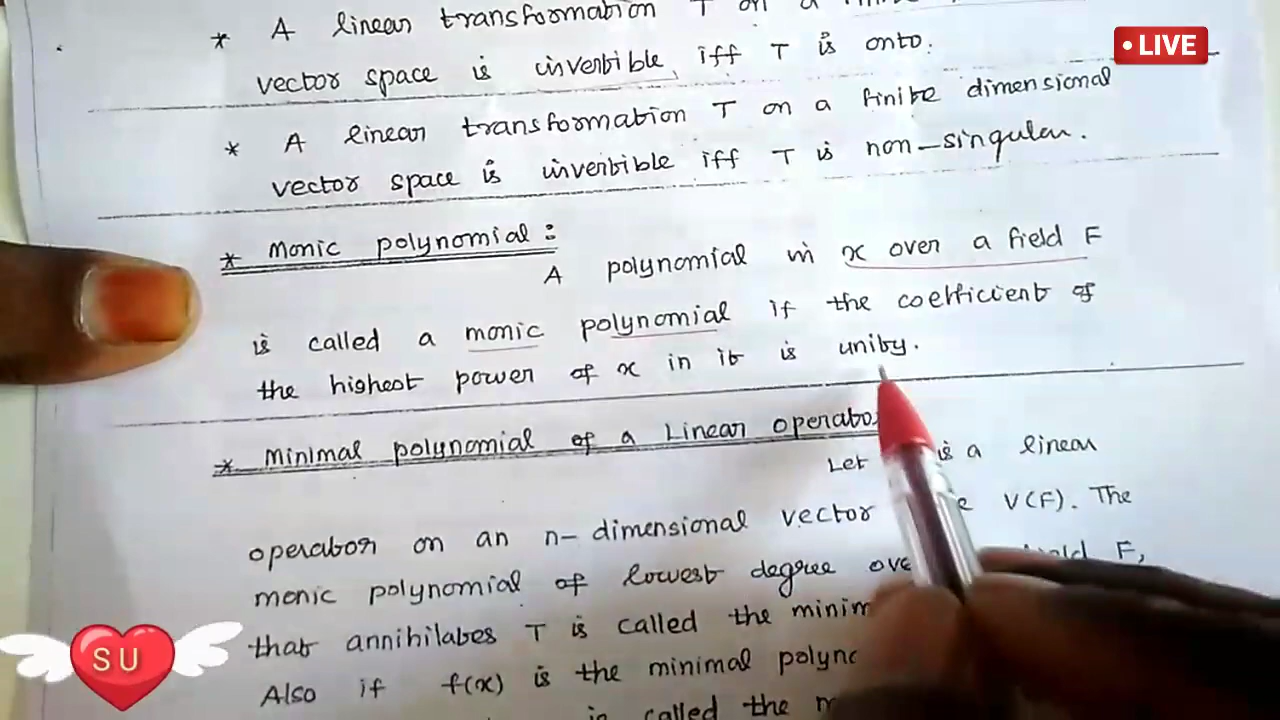 * A linear transformation T on a
vector space is invertible iff T is onto.
• LIVE
* A linear transformation T on a finite dimensional
vector space is invertible iff T is non-singular.
* Monic polynomial:
A polynomial in x over a field F
is called a monic polynomial if the coefficient of
the highest power of x in it is unity.
* Minimal polynomial of a Linear operator
Let is a linear
operator on an n-dimensional vector V(F). The
monic polynomial of lowest degree F,
that annihilates T is called the
Also if f(x) is the minimal
is called the
SU